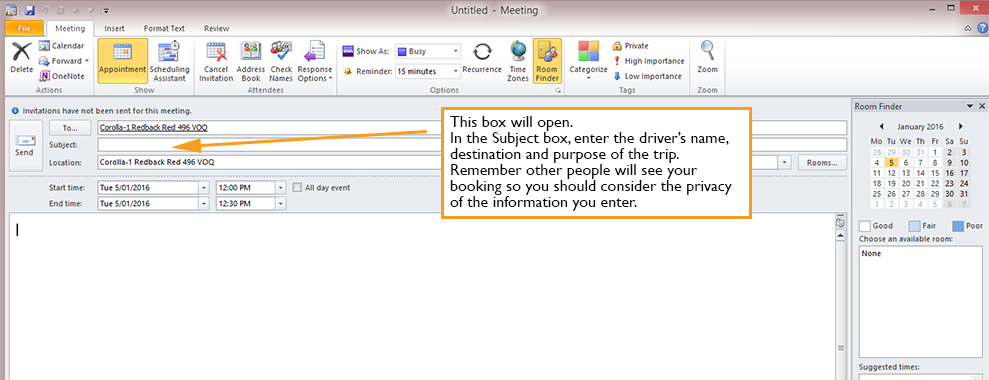 Untitled - Meeting
File Meeting Insert Format Text Review
Delete
Calendar
Forward
OneNote
Actions
Appointment
Scheduling
Assistant
Show
Cancel
Invitation
Address
Book
Check
Names
Response
Options
Attendees
Show As: Busy
Reminder: 15 minutes
Recurrence
Time
Zones
Room
Finder
Options
Categorize
Private
High Importance
Low Importance
Tags
Zoom
Zoom
Invitations have not been sent for this meeting.
Send
To... Corolla-1 Redback Red 496 VOQ
Subject:
Location: Corolla-1 Redback Red 496 VOQ
Rooms...
Start time: Tue 5/01/2016 12:00 PM All day event
End time: Tue 5/01/2016 12:30 PM
This box will open.
In the Subject box, enter the driver’s name,
destination and purpose of the trip.
Remember other people will see your
booking so you should consider the privacy
of the information you enter.
Room Finder
January 2016
Mo Tu We Th Fr Sa Su
28 29 30 31 1 2 3
4 5 6 7 8 9 10
11 12 13 14 15 16 17
18 19 20 21 22 23 24
25 26 27 28 29 30 31
1 2 3 4 5 6 7
Good Fair Poor
Choose an available room:
None
Suggested times: